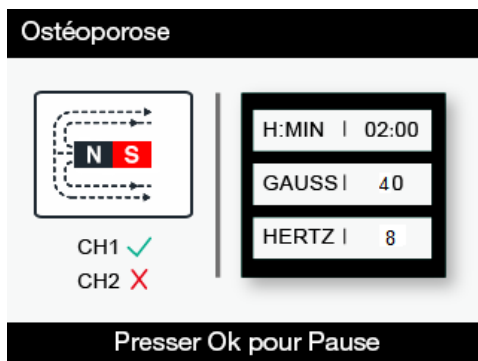 Ostéoporose
N S
CH1 ✓
CH2 X
H:MIN | 02:00
GAUSS | 40
HERTZ | 8
Presser Ok pour Pause